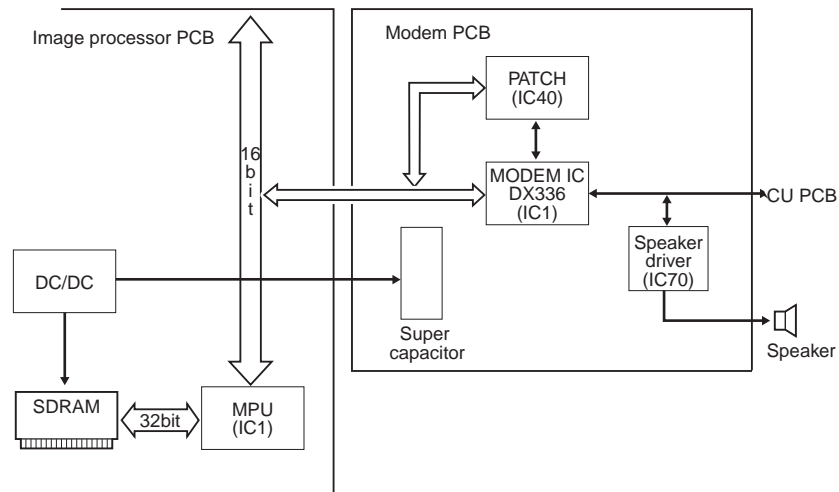 Image processor PCB
Modem PCB
PATCH
(IC40)
16
b
i
t
MODEM IC
DX336
(IC1)
CU PCB
Speaker
driver
(IC70)
DC/DC
Super
capacitor
Speaker
SDRAM
32bit
MPU
(IC1)